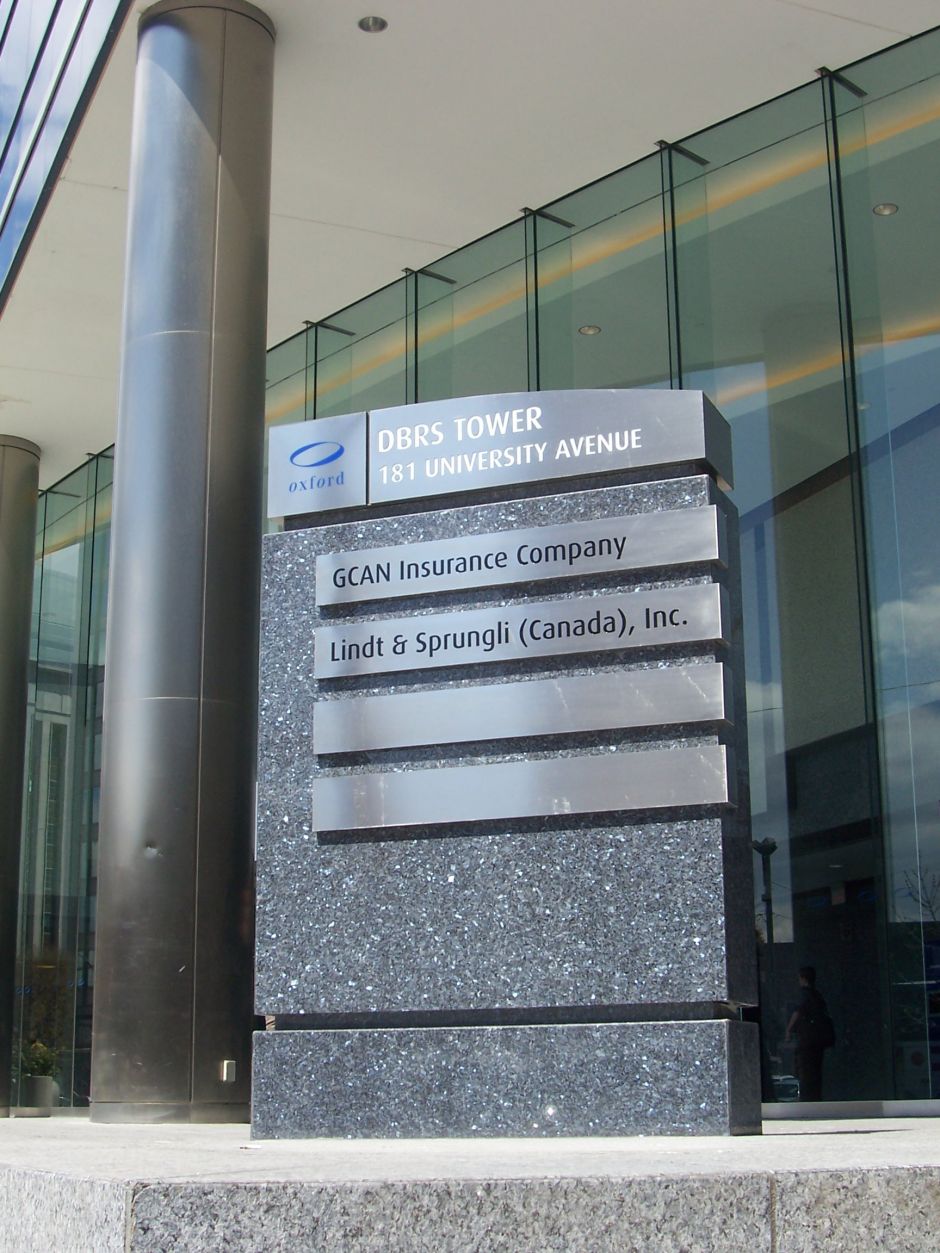 oxford
DBRS TOWER
181 UNIVERSITY AVENUE
GCAN Insurance Company
Lindt & Sprungli (Canada), Inc.